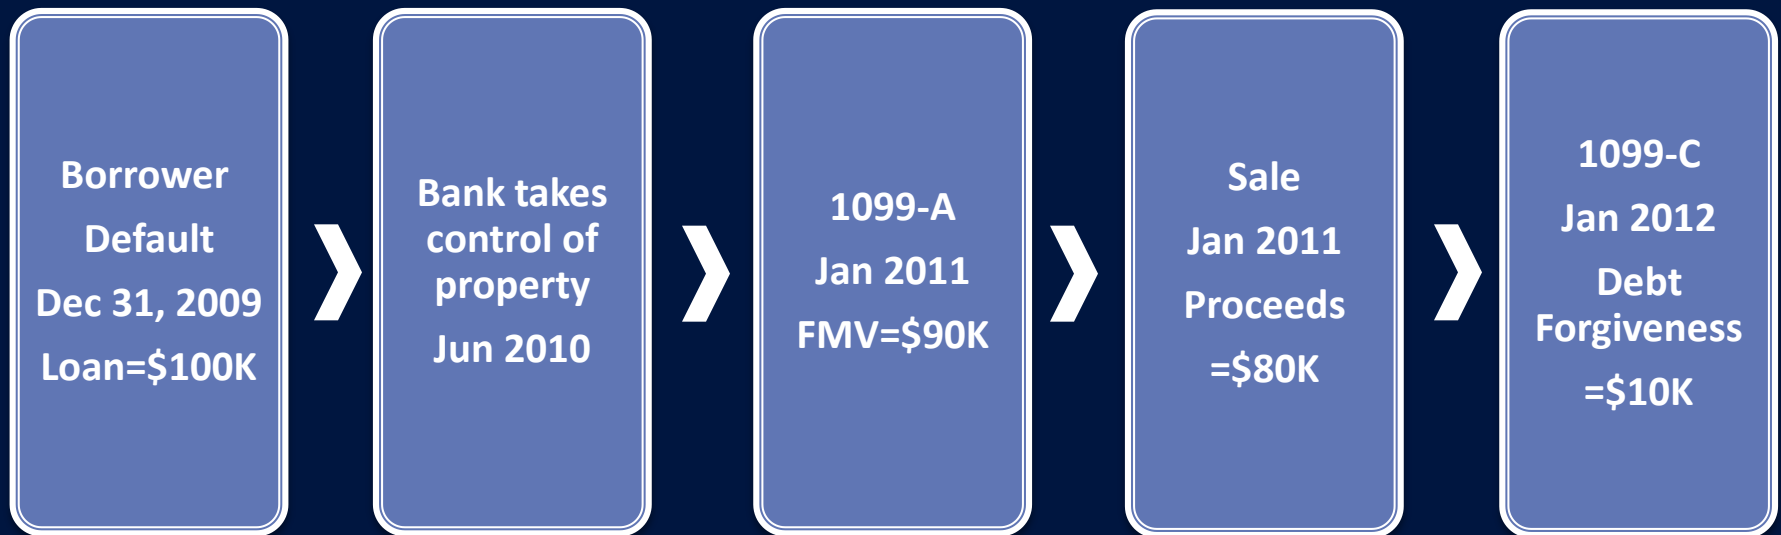 Borrower
Default
Dec 31, 2009
Loan=$100K
Bank takes
control of
property
Jun 2010
1099-A
Jan 2011
FMV=$90K
Sale
Jan 2011
Proceeds
=$80K
1099-C
Jan 2012
Debt
Forgiveness
=$10K